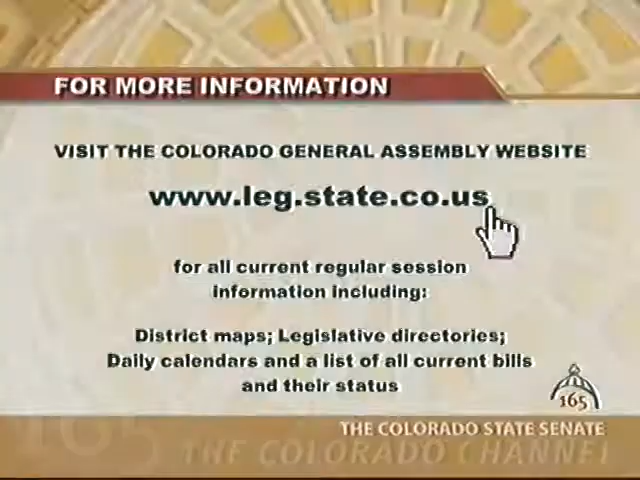 FOR MORE INFORMATION
VISIT THE COLORADO GENERAL ASSEMBLY WEBSITE
www.leg.state.co.us
for all current regular session
information including:
District maps; Legislative directories;
Daily calendars and a list of all current bills
and their status
165
THE COLORADO STATE SENATE
165 THE COLORADO CHANNEL